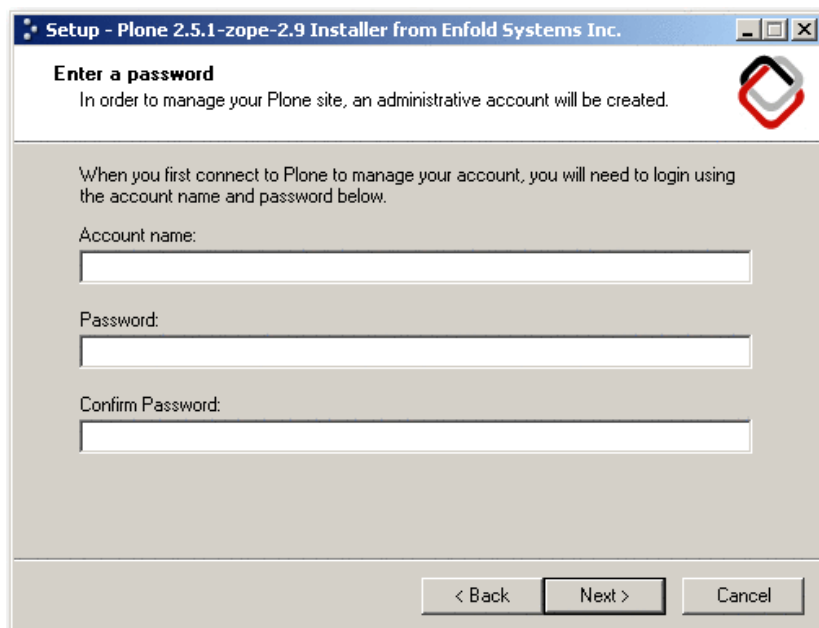 Setup - Plone 2.5.1-zope-2.9 Installer from Enfold Systems Inc.
Enter a password
In order to manage your Plone site, an administrative account will be created.
When you first connect to Plone to manage your account, you will need to login using
the account name and password below.
Account name:
Password:
Confirm Password:
< Back Next > Cancel